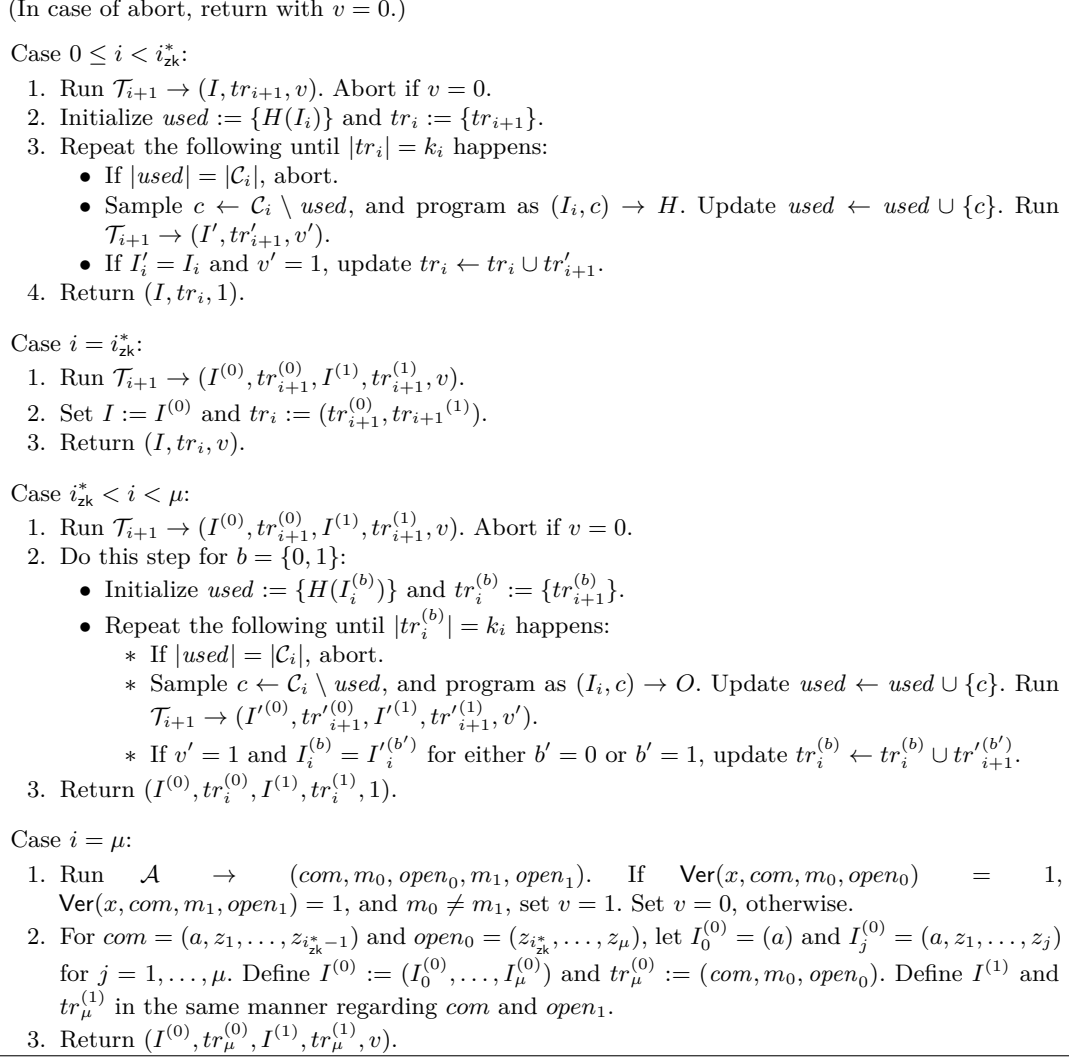 (In case of abort, return with v = 0.)
Case 0 ≤ i < i*_zk:
1. Run 𝒯_{i+1} → (I, tr_{i+1}, v). Abort if v = 0.
2. Initialize used := {H(I_i)} and tr_i := {tr_{i+1}}.
3. Repeat the following until |tr_i| = k_i happens:
• If |used| = |𝒞_i|, abort.
• Sample c ← 𝒞_i \ used, and program as (I_i, c) → H. Update used ← used ∪ {c}. Run
𝒯_{i+1} → (I', tr'_{i+1}, v').
• If I'_i = I_i and v' = 1, update tr_i ← tr_i ∪ tr'_{i+1}.
4. Return (I, tr_i, 1).
Case i = i*_zk:
1. Run 𝒯_{i+1} → (I^{(0)}, tr^{(0)}_{i+1}, I^{(1)}, tr^{(1)}_{i+1}, v).
2. Set I := I^{(0)} and tr_i := (tr^{(0)}_{i+1}, tr_{i+1}^{(1)}).
3. Return (I, tr_i, v).
Case i*_zk < i < μ:
1. Run 𝒯_{i+1} → (I^{(0)}, tr^{(0)}_{i+1}, I^{(1)}, tr^{(1)}_{i+1}, v). Abort if v = 0.
2. Do this step for b = {0, 1}:
• Initialize used := {H(I^{(b)}_i)} and tr^{(b)}_i := {tr^{(b)}_{i+1}}.
• Repeat the following until |tr^{(b)}_i| = k_i happens:
∗ If |used| = |𝒞_i|, abort.
∗ Sample c ← 𝒞_i \ used, and program as (I_i, c) → O. Update used ← used ∪ {c}. Run
𝒯_{i+1} → (I'^{(0)}, tr'^{(0)}_{i+1}, I'^{(1)}, tr'^{(1)}_{i+1}, v').
∗ If v' = 1 and I^{(b)}_i = I'^{(b')}_i for either b' = 0 or b' = 1, update tr^{(b)}_i ← tr^{(b)}_i ∪ tr'^{(b')}_{i+1}.
3. Return (I^{(0)}, tr^{(0)}_i, I^{(1)}, tr^{(1)}_i, 1).
Case i = μ:
1. Run 𝒜 → (com, m_0, open_0, m_1, open_1). If Ver(x, com, m_0, open_0) = 1,
Ver(x, com, m_1, open_1) = 1, and m_0 ≠ m_1, set v = 1. Set v = 0, otherwise.
2. For com = (a, z_1, …, z_{i*_zk−1}) and open_0 = (z_{i*_zk}, …, z_μ), let I^{(0)}_0 = (a) and I^{(0)}_j = (a, z_1, …, z_j)
for j = 1, …, μ. Define I^{(0)} := (I^{(0)}_0, …, I^{(0)}_μ) and tr^{(0)}_μ := (com, m_0, open_0). Define I^{(1)} and
tr^{(1)}_μ in the same manner regarding com and open_1.
3. Return (I^{(0)}, tr^{(0)}_μ, I^{(1)}, tr^{(1)}_μ, v).